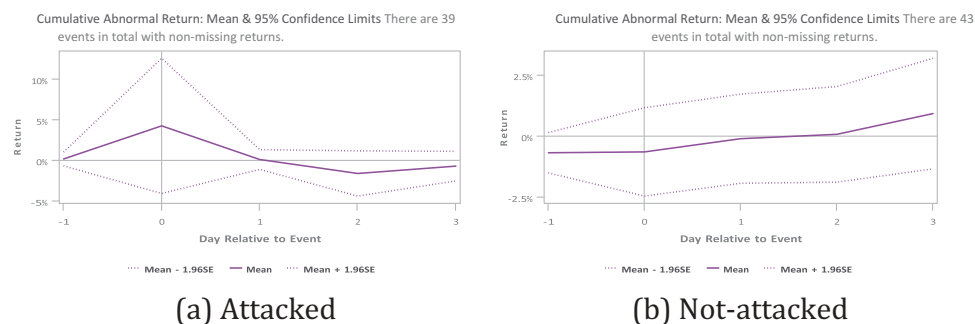 Cumulative Abnormal Return: Mean & 95% Confidence Limits There are 39
events in total with non-missing returns.
10%
5%
0%
-5%
Return
-1 0 1 2 3
Day Relative to Event
Mean - 1.96SE Mean Mean + 1.96SE
(a) Attacked
Cumulative Abnormal Return: Mean & 95% Confidence Limits There are 43
events in total with non-missing returns.
2.5%
0%
-2.5%
Return
-1 0 1 2 3
Day Relative to Event
Mean - 1.96SE Mean Mean + 1.96SE
(b) Not-attacked